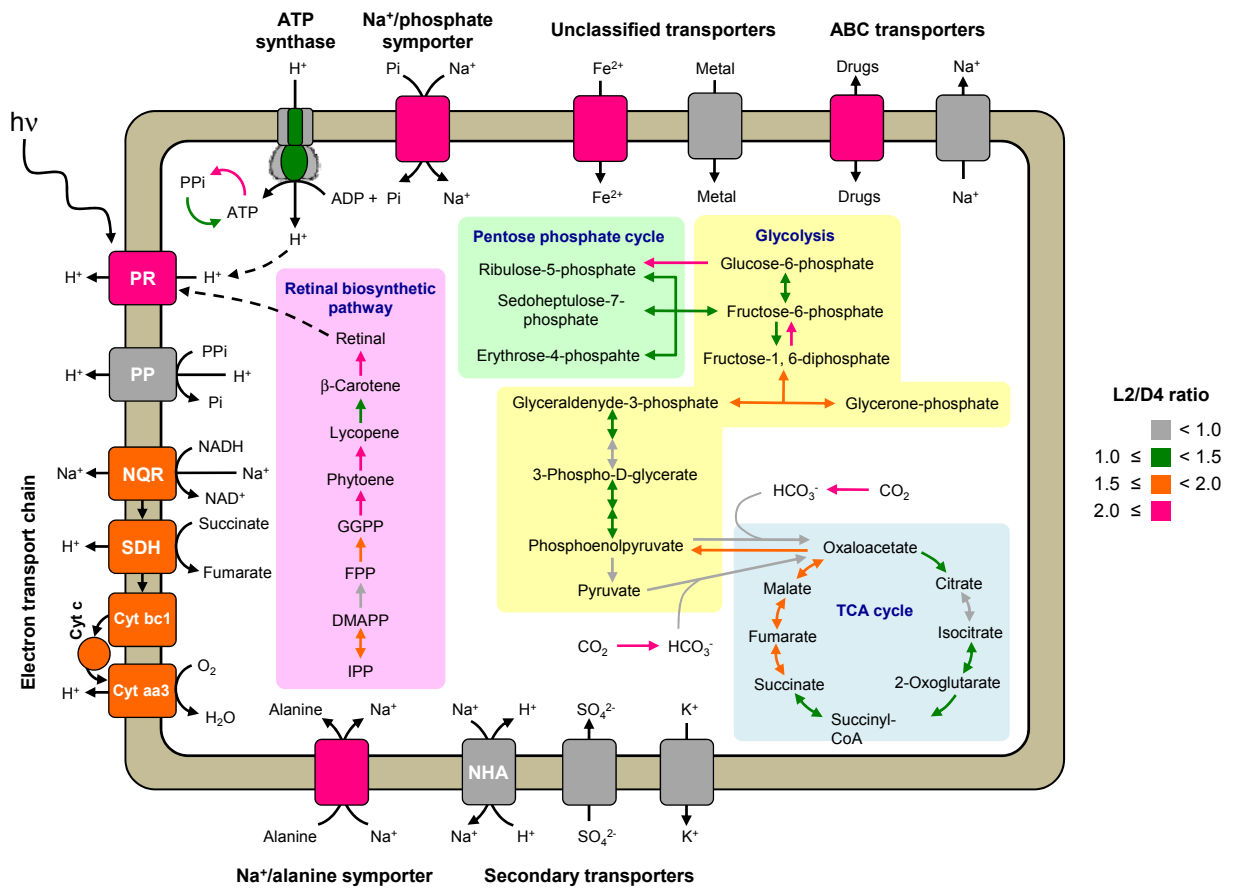 ATP
synthase
Na⁺/phosphate
symporter
Unclassified transporters
ABC transporters
H⁺
Pi
Na⁺
Fe²⁺
Metal
Drugs
Na⁺
hν
PPi
ATP
ADP + Pi
Na⁺
Fe²⁺
Metal
Drugs
Na⁺
H⁺
H⁺
PR
H⁺
Pentose phosphate cycle
Ribulose-5-phosphate
Sedoheptulose-7-
phosphate
Erythrose-4-phospahte
Glycolysis
Glucose-6-phosphate
Fructose-6-phosphate
Fructose-1, 6-diphosphate
Glyceraldenyde-3-phosphate
Glycerone-phosphate
3-Phospho-D-glycerate
Phosphoenolpyruvate
Pyruvate
HCO₃⁻
CO₂
CO₂
HCO₃⁻
Retinal biosynthetic
pathway
Retinal
β-Carotene
Lycopene
Phytoene
GGPP
FPP
DMAPP
IPP
PPi
H⁺
PP
H⁺
Pi
NADH
Na⁺
NQR
Na⁺
NAD⁺
Succinate
H⁺
SDH
Fumarate
Electron transport chain
Cyt c
Cyt bc1
O₂
H⁺
Cyt aa3
H₂O
Oxaloacetate
Malate
Citrate
TCA cycle
Fumarate
Isocitrate
Succinate
2-Oxoglutarate
Succinyl-
CoA
L2/D4 ratio
< 1.0
1.0 ≤ < 1.5
1.5 ≤ < 2.0
2.0 ≤
Alanine
Na⁺
Na⁺
H⁺
SO₄²⁻
K⁺
NHA
Alanine
Na⁺
Na⁺
H⁺
SO₄²⁻
K⁺
Na⁺/alanine symporter
Secondary transporters